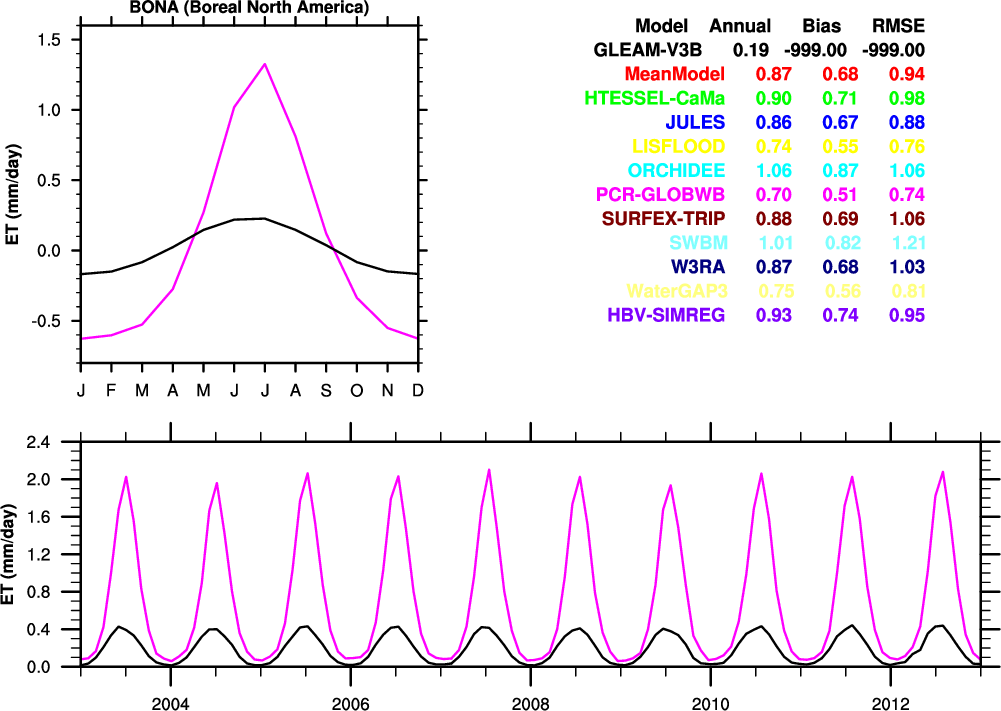 BONA (Boreal North America)
Model Annual Bias RMSE
GLEAM-V3B 0.19 -999.00 -999.00
MeanModel 0.87 0.68 0.94
HTESSEL-CaMa 0.90 0.71 0.98
JULES 0.86 0.67 0.88
LISFLOOD 0.74 0.55 0.76
ORCHIDEE 1.06 0.87 1.06
PCR-GLOBWB 0.70 0.51 0.74
SURFEX-TRIP 0.88 0.69 1.06
SWBM 1.01 0.82 1.21
W3RA 0.87 0.68 1.03
WaterGAP3 0.75 0.56 0.81
HBV-SIMREG 0.93 0.74 0.95
ET (mm/day)
1.5
1.0
0.5
0.0
-0.5
J F M A M J J A S O N D
ET (mm/day)
2.4
2.0
1.6
1.2
0.8
0.4
0.0
2004 2006 2008 2010 2012